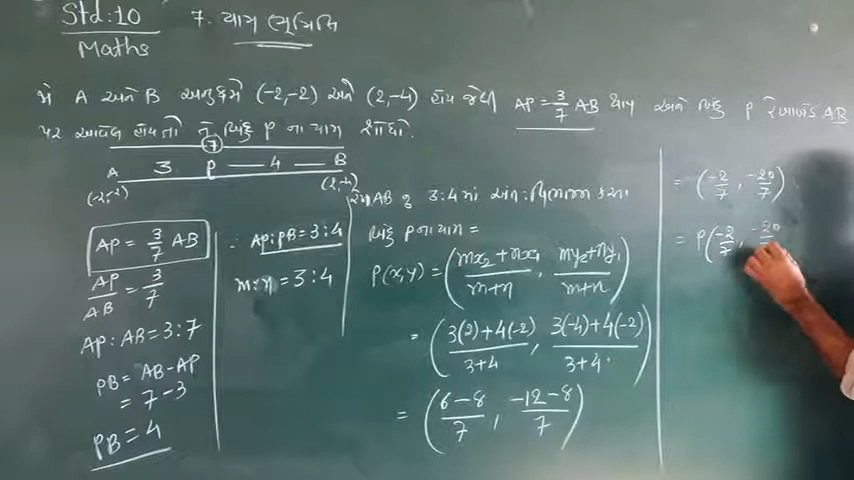 Std:10
Maths
7. યામ ભૂમિતિ
જો A અને B અનુક્રમે (-2,-2) અને (2,-4) હોય જેથી AP = 3/7 AB થાય અને બિંદુ P રેખાખંડ AB
પર આવેલ હોય તો તે બિંદુ P ના યામ શોધો.
7
A 3 P — 4 — B
(-2,-2) (2,-4)
AP = 3/7 AB
AP/AB = 3/7
AP:AB=3:7
PB = AB-AP
= 7-3
PB=4
∴ AP:PB=3:4
m:n =3:4
AB નું 3:4માં અંતઃવિભાજન કરતા
બિંદુ P ના યામ =
P(x,y) = (mx₂+nx₁/m+n, my₂+ny₁/m+n)
= (3(2)+4(-2)/3+4, 3(-4)+4(-2)/3+4)
= (6-8/7, -12-8/7)
= (-2/7, -20/7)
= P(-2/7, -20